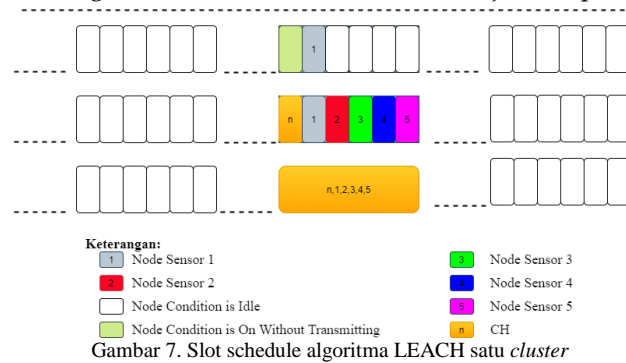 1
n 1 2 3 4 5
n,1,2,3,4,5
Keterangan:
1 Node Sensor 1 3 Node Sensor 3
2 Node Sensor 2 4 Node Sensor 4
Node Condition is Idle 5 Node Sensor 5
Node Condition is On Without Transmitting n CH
Gambar 7. Slot schedule algoritma LEACH satu cluster